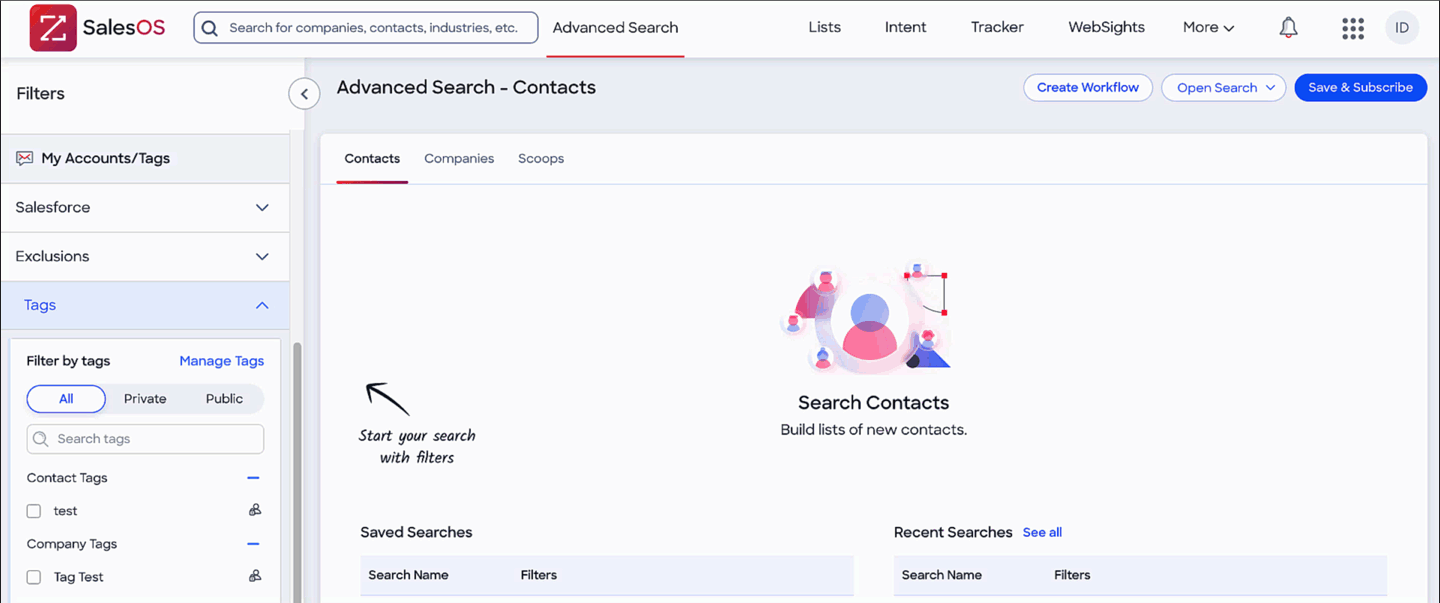 SalesOS
Search for companies, contacts, industries, etc.
Advanced Search
Lists
Intent
Tracker
WebSights
More
ID
Filters
Advanced Search - Contacts
Create Workflow
Open Search
Save & Subscribe
My Accounts/Tags
Salesforce
Exclusions
Tags
Filter by tags
Manage Tags
All
Private
Public
Search tags
Contact Tags
test
Company Tags
Tag Test
Contacts
Companies
Scoops
Start your search
with filters
Search Contacts
Build lists of new contacts.
Saved Searches
Search Name
Filters
Recent Searches
See all
Search Name
Filters